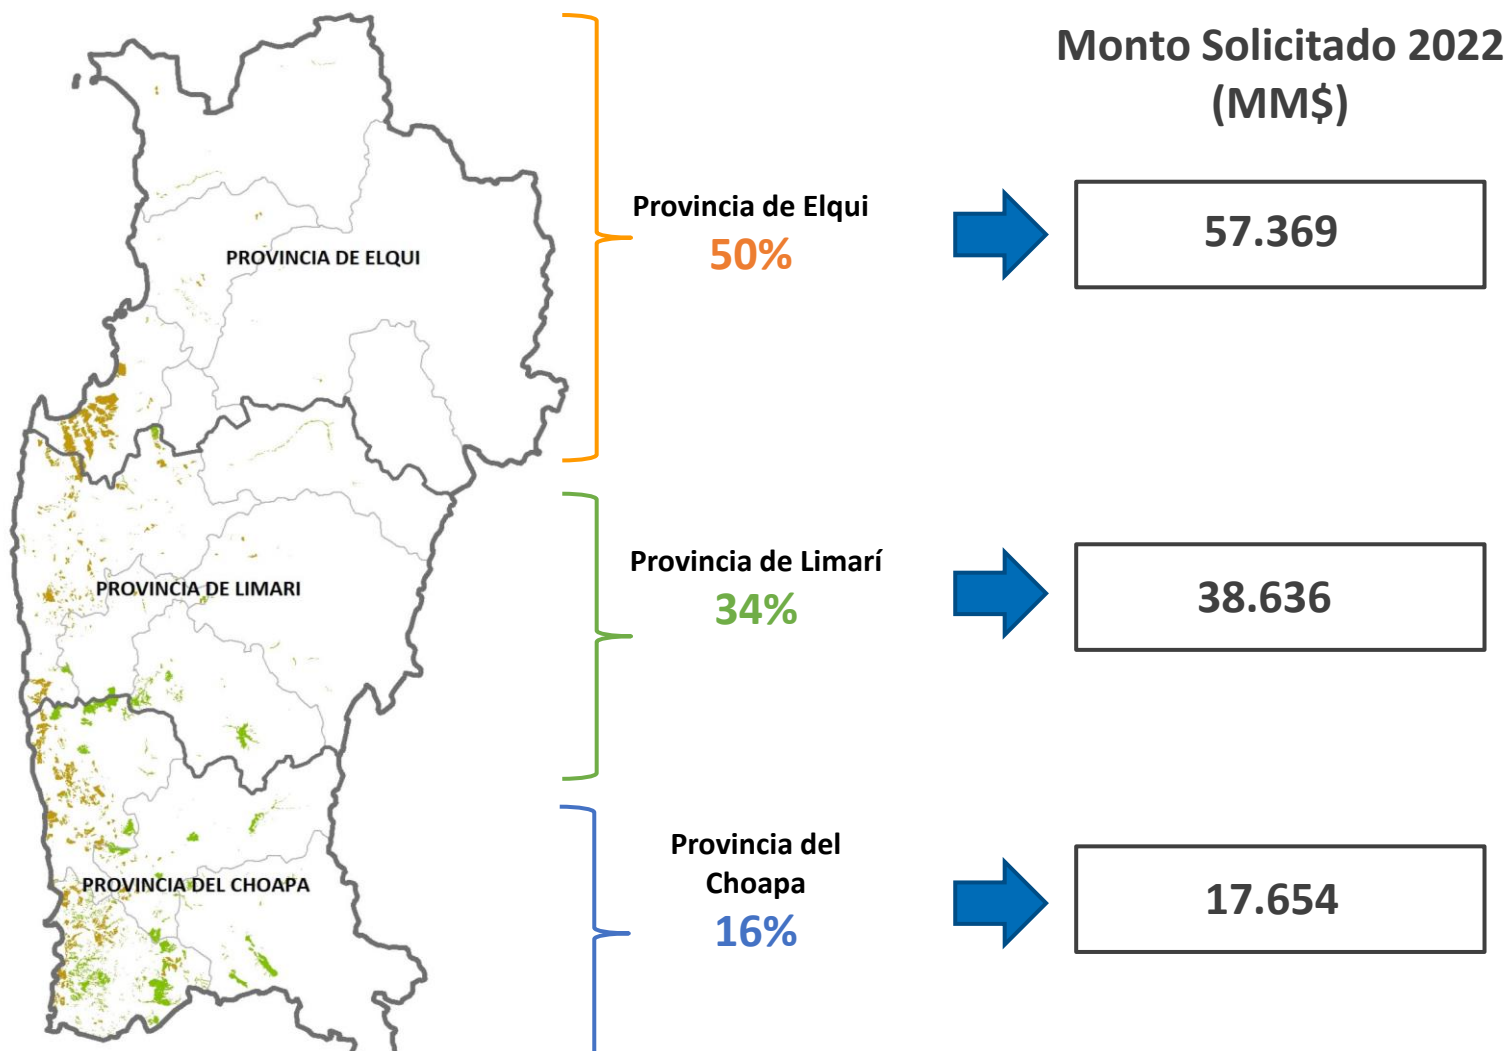 Monto Solicitado 2022
(MM$)
PROVINCIA DE ELQUI
Provincia de Elqui
50%
57.369
PROVINCIA DE LIMARI
Provincia de Limarí
34%
38.636
PROVINCIA DEL CHOAPA
Provincia del
Choapa
16%
17.654